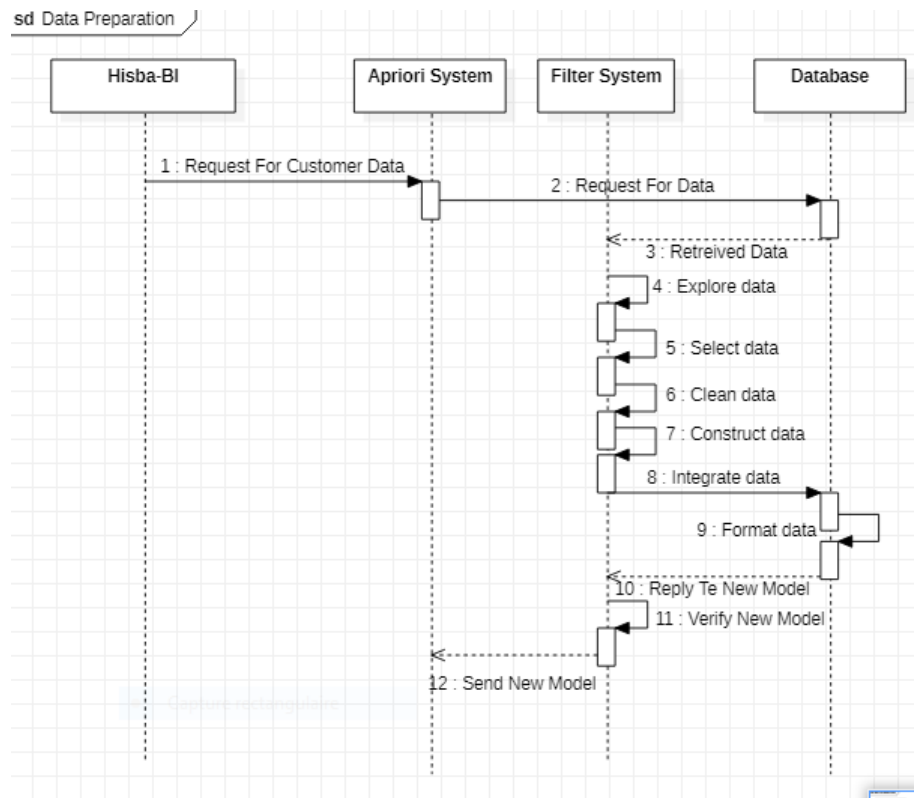 sd Data Preparation
Hisba-BI
Apriori System
Filter System
Database
1 : Request For Customer Data
2 : Request For Data
3 : Retreived Data
4 : Explore data
5 : Select data
6 : Clean data
7 : Construct data
8 : Integrate data
9 : Format data
10 : Reply Te New Model
11 : Verify New Model
12 : Send New Model
Capture rectangulaire